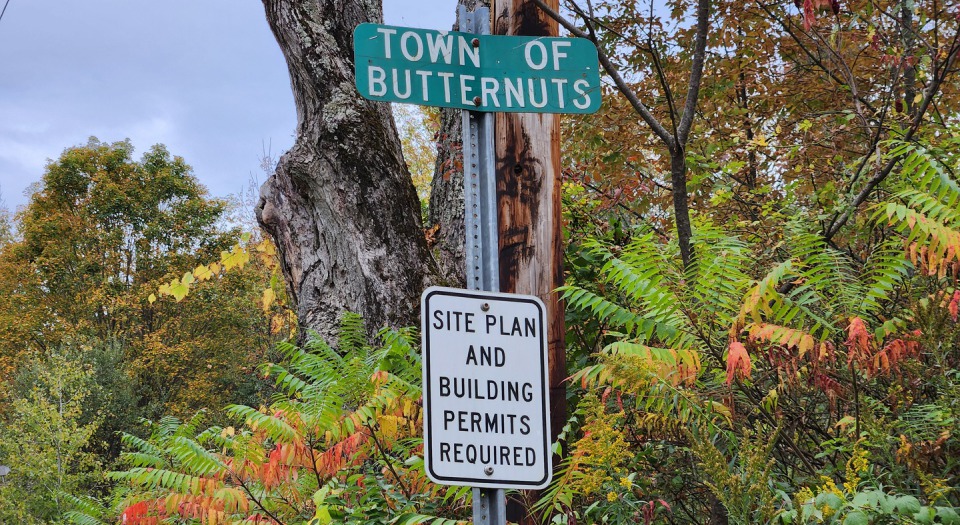 TOWN OF
BUTTERNUTS
SITE PLAN
AND
BUILDING
PERMITS
REQUIRED